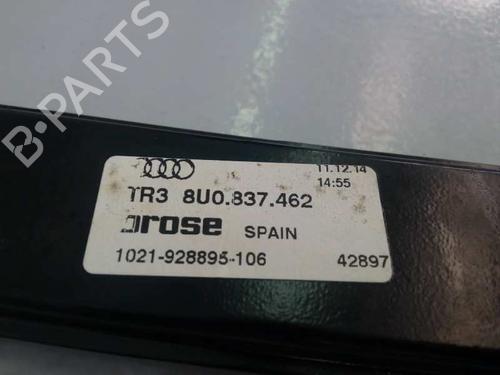 B-PARTS
11.12.14
14:55
TR3 8U0.837.462
brose SPAIN
1021-928895-106 42897